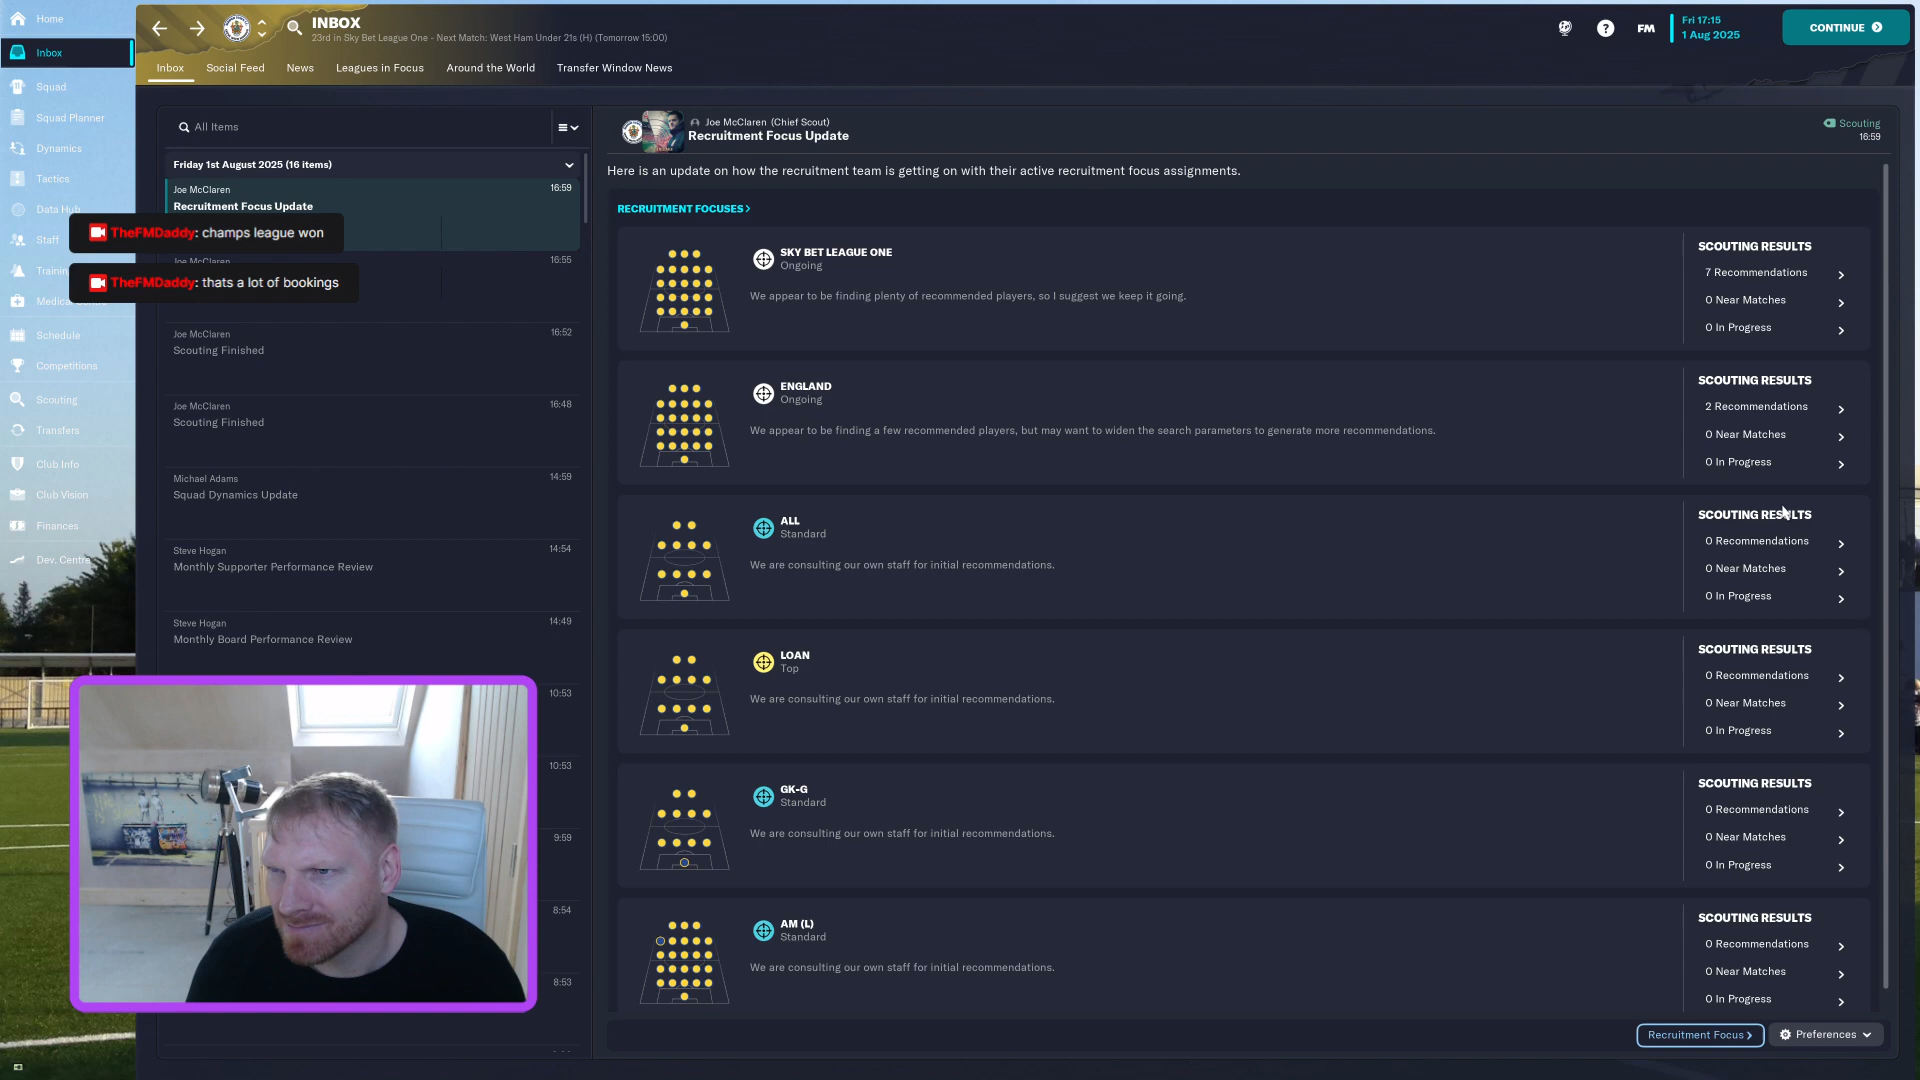 Home
Inbox
Squad
Squad Planner
Dynamics
Tactics
Data Hub
Staff
Training
Medical Centre
Schedule
Competitions
Scouting
Transfers
Club Info
Club Vision
Finances
Dev. Centre
INBOX
23rd in Sky Bet League One - Next Match: West Ham Under 21s (H) (Tomorrow 15:00)
FM
Fri 17:15
1 Aug 2025
CONTINUE
Inbox
Social Feed
News
Leagues in Focus
Around the World
Transfer Window News
All Items
Friday 1st August 2025 (16 items)
Joe McClaren 16:59
Recruitment Focus Update
TheFMDaddy: champs league won
Joe McClaren 16:55
TheFMDaddy: thats a lot of bookings
Joe McClaren 16:52
Scouting Finished
Joe McClaren 16:48
Scouting Finished
Michael Adams 14:59
Squad Dynamics Update
Steve Hogan 14:54
Monthly Supporter Performance Review
Steve Hogan 14:49
Monthly Board Performance Review
10:53
10:53
9:59
8:54
8:53
Joe McClaren (Chief Scout)
Recruitment Focus Update
Scouting
16:59
Here is an update on how the recruitment team is getting on with their active recruitment focus assignments.
RECRUITMENT FOCUSES >
SKY BET LEAGUE ONE
Ongoing
We appear to be finding plenty of recommended players, so I suggest we keep it going.
SCOUTING RESULTS
7 Recommendations
0 Near Matches
0 In Progress
ENGLAND
Ongoing
We appear to be finding a few recommended players, but may want to widen the search parameters to generate more recommendations.
SCOUTING RESULTS
2 Recommendations
0 Near Matches
0 In Progress
ALL
Standard
We are consulting our own staff for initial recommendations.
SCOUTING RESULTS
0 Recommendations
0 Near Matches
0 In Progress
LOAN
Top
We are consulting our own staff for initial recommendations.
SCOUTING RESULTS
0 Recommendations
0 Near Matches
0 In Progress
GK-G
Standard
We are consulting our own staff for initial recommendations.
SCOUTING RESULTS
0 Recommendations
0 Near Matches
0 In Progress
AM (L)
Standard
We are consulting our own staff for initial recommendations.
SCOUTING RESULTS
0 Recommendations
0 Near Matches
0 In Progress
Recruitment Focus >
Preferences